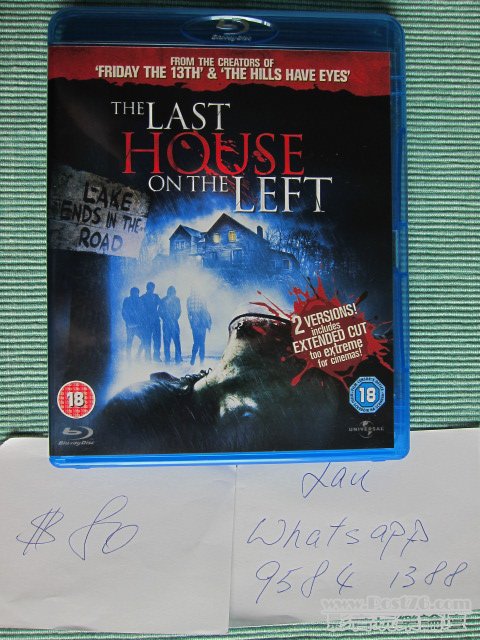 Blu-ray Disc
FROM THE CREATORS OF
'FRIDAY THE 13TH' & 'THE HILLS HAVE EYES'
THE LAST
HOUSE
ON THE LEFT
LAKE
ENDS IN THE
ROAD
2 VERSIONS!
includes
EXTENDED CUT
too extreme
for cinemas!
18
18
Blu-ray Disc
UNIVERSAL
$80
Lau
Whatsapp
9584 1388